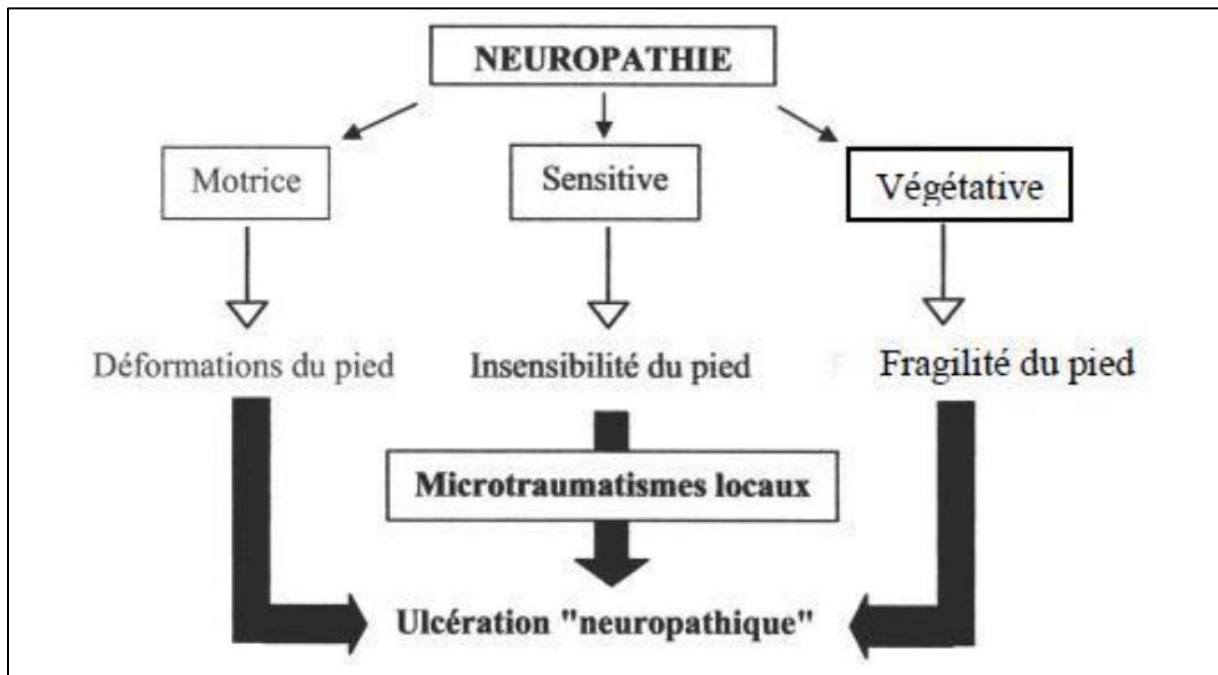 NEUROPATHIE
Motrice
Sensitive
Végétative
Déformations du pied
Insensibilité du pied
Fragilité du pied
Microtraumatismes locaux
Ulcération "neuropathique"